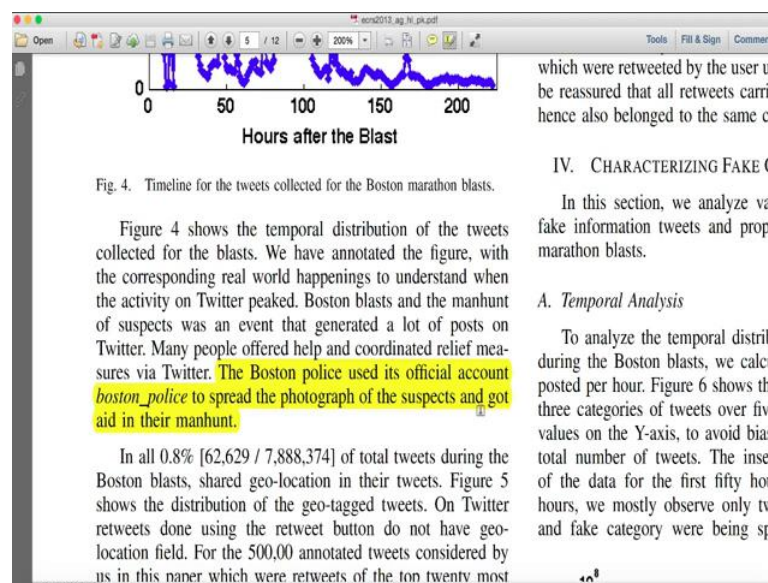 ecrs2013_ag_hl_pk.pdf
Open
5 / 12
200%
Tools
Fill & Sign
0
0 50 100 150 200
Hours after the Blast
Fig. 4. Timeline for the tweets collected for the Boston marathon blasts.
Figure 4 shows the temporal distribution of the tweets
collected for the blasts. We have annotated the figure, with
the corresponding real world happenings to understand when
the activity on Twitter peaked. Boston blasts and the manhunt
of suspects was an event that generated a lot of posts on
Twitter. Many people offered help and coordinated relief mea-
sures via Twitter. The Boston police used its official account
boston_police to spread the photograph of the suspects and got
aid in their manhunt.
In all 0.8% [62,629 / 7,888,374] of total tweets during the
Boston blasts, shared geo-location in their tweets. Figure 5
shows the distribution of the geo-tagged tweets. On Twitter
retweets done using the retweet button do not have geo-
location field. For the 500,00 annotated tweets considered by
us in this paper which were retweets of the top twenty most
which were retweeted by the user u
be reassured that all retweets carri
hence also belonged to the same c
IV. CHARACTERIZING FAKE C
In this section, we analyze va
fake information tweets and prop
marathon blasts.
A. Temporal Analysis
To analyze the temporal distrib
during the Boston blasts, we calc
posted per hour. Figure 6 shows th
three categories of tweets over fiv
values on the Y-axis, to avoid bias
total number of tweets. The inse
of the data for the first fifty hou
hours, we mostly observe only tw
and fake category were being sp